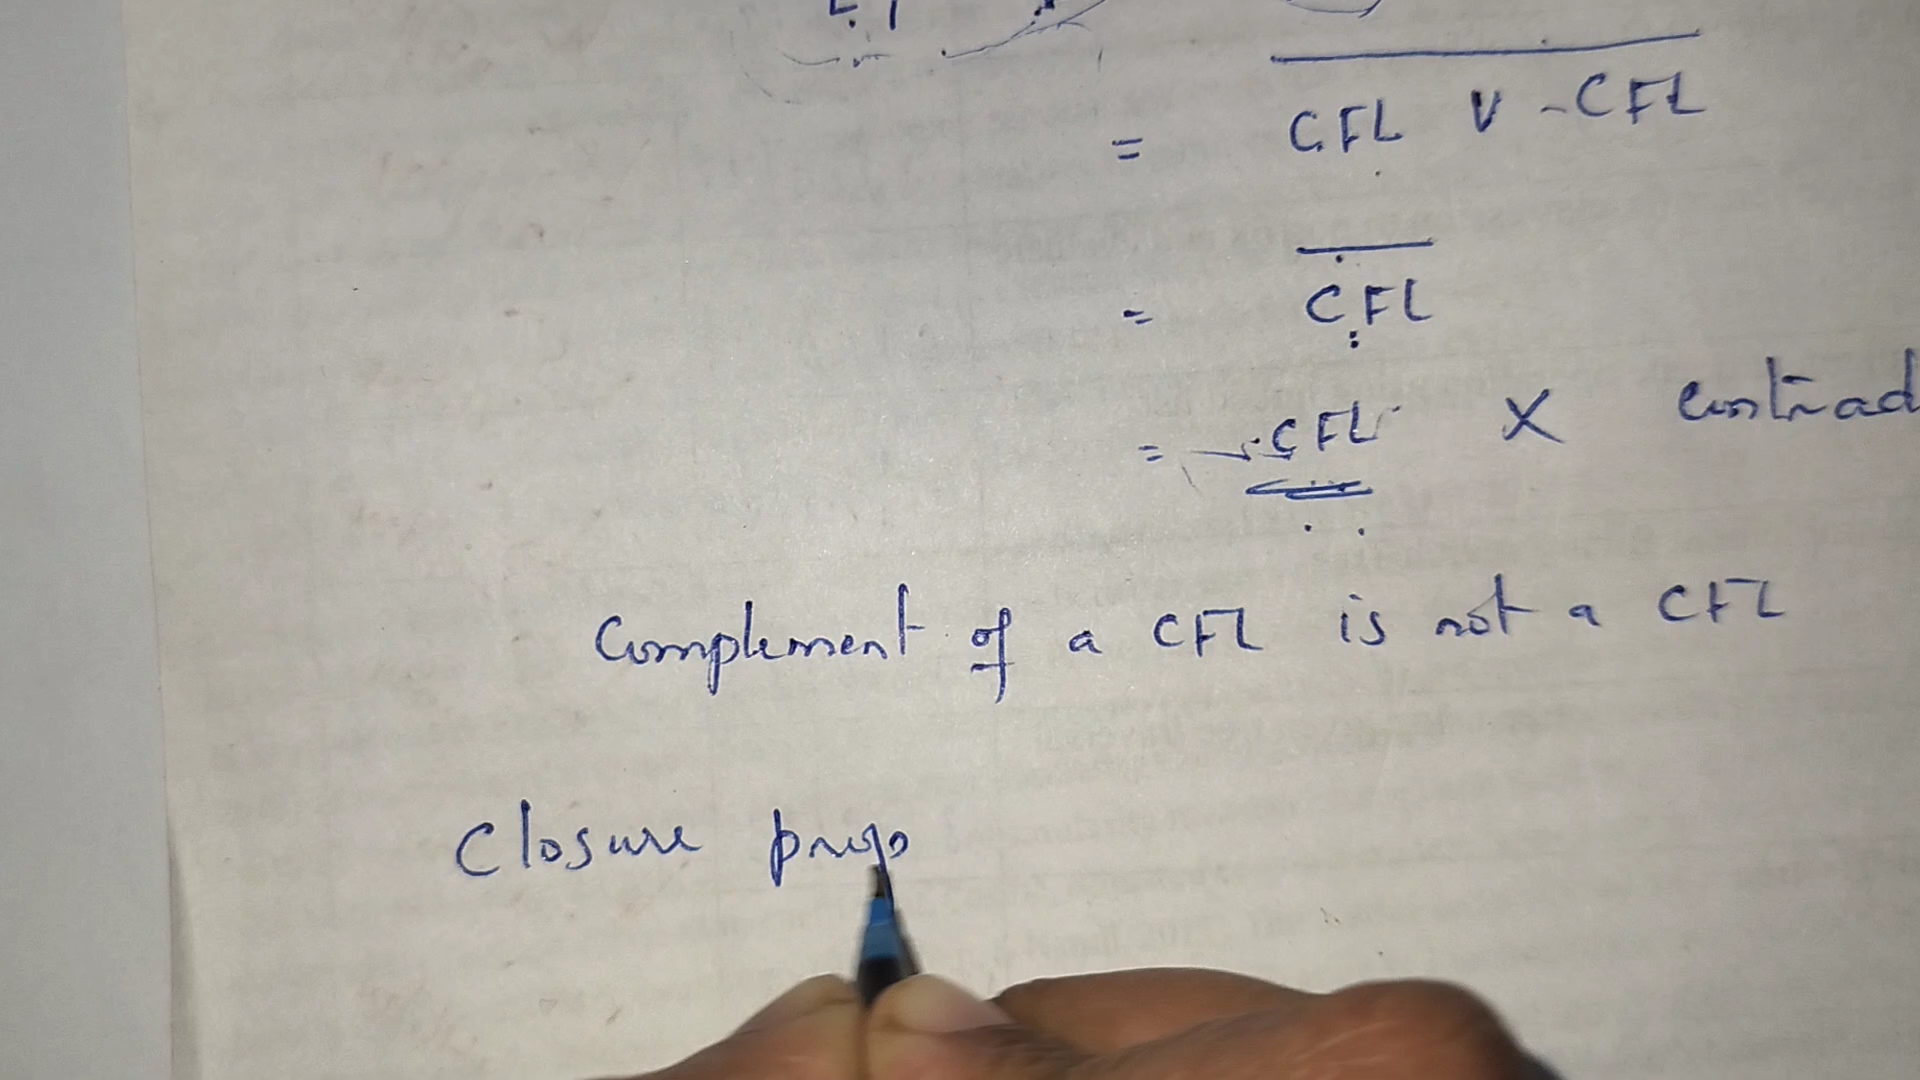 = CFL V CFL
= CFL
= CFL X contrad
Complement of a CFL is not a CFL
Closure prop